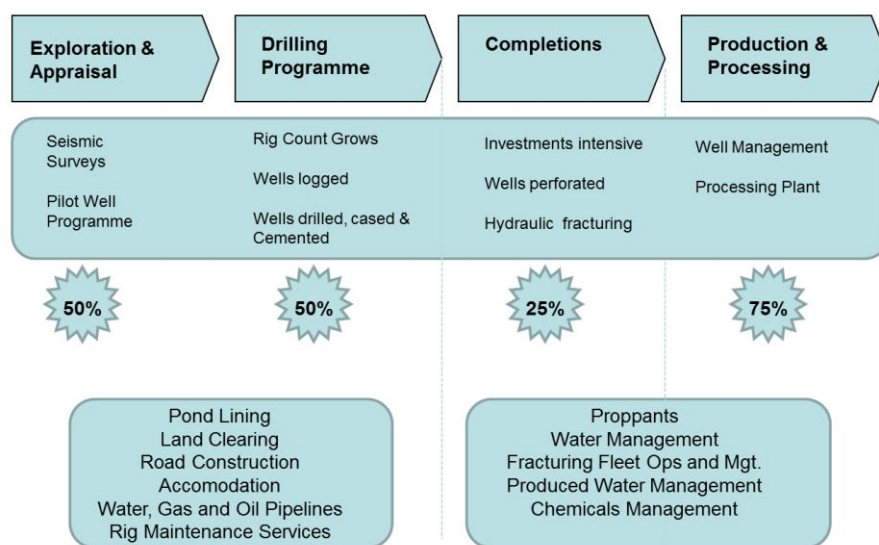 Exploration &
Appraisal
Drilling
Programme
Completions
Production &
Processing
Seismic
Surveys
Pilot Well
Programme
Rig Count Grows
Wells logged
Wells drilled, cased &
Cemented
Investments intensive
Wells perforated
Hydraulic fracturing
Well Management
Processing Plant
50%
50%
25%
75%
Pond Lining
Land Clearing
Road Construction
Accomodation
Water, Gas and Oil Pipelines
Rig Maintenance Services
Proppants
Water Management
Fracturing Fleet Ops and Mgt.
Produced Water Management
Chemicals Management